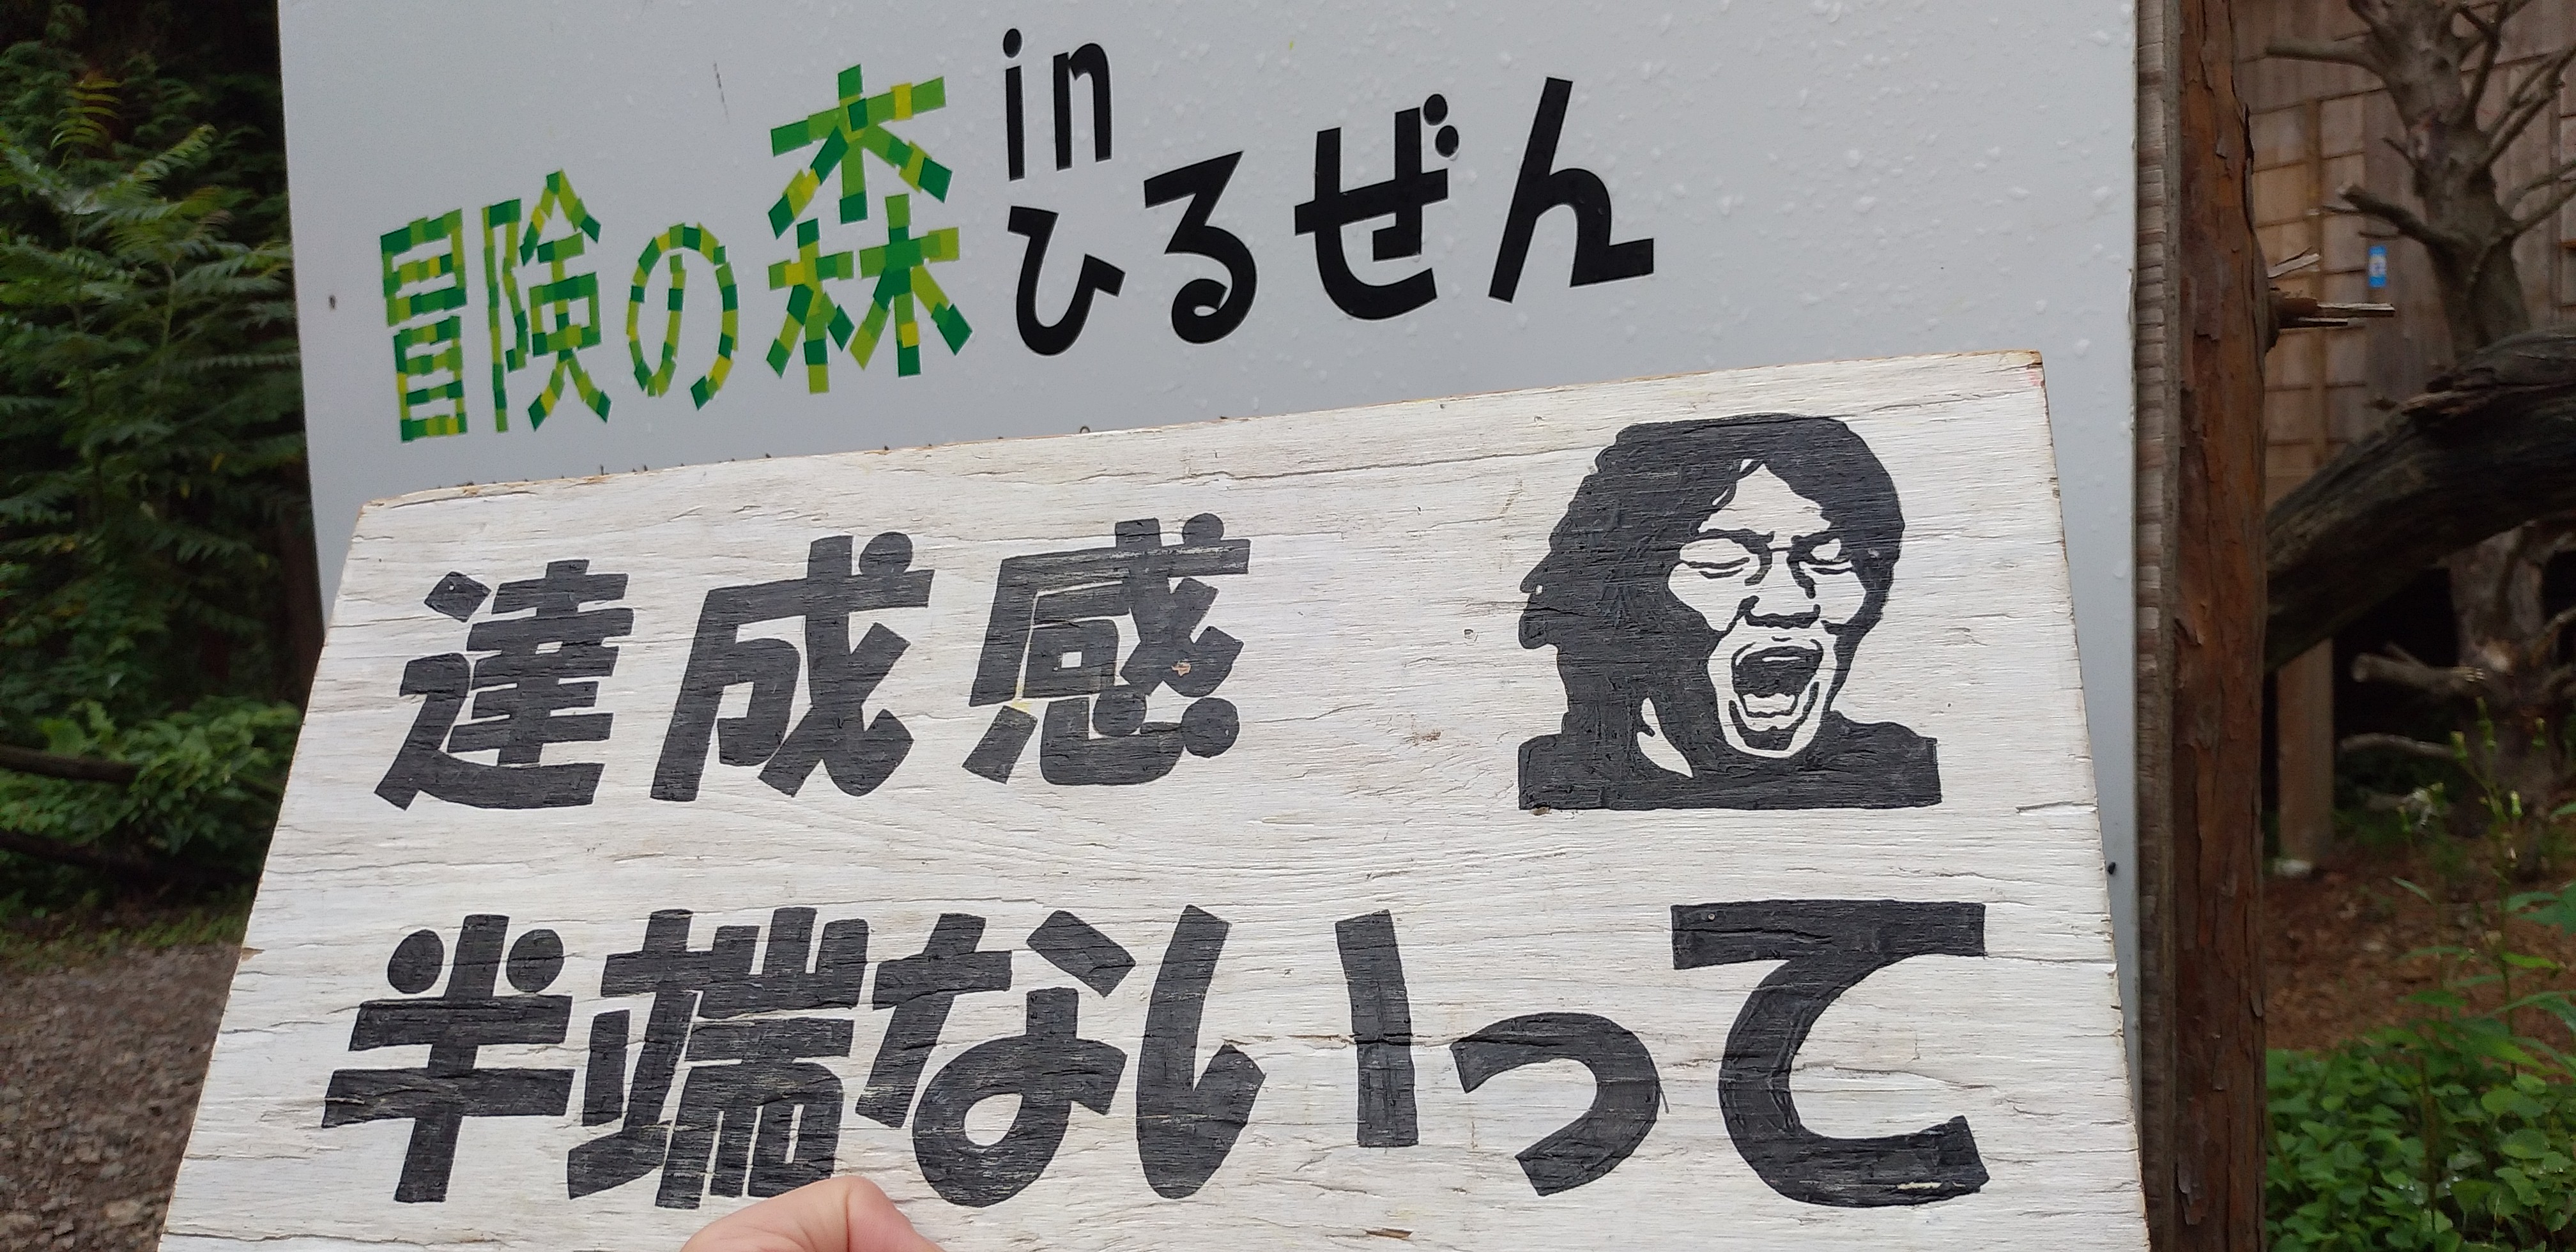 冒険の森 in ひるぜん
達成感
半端ないって